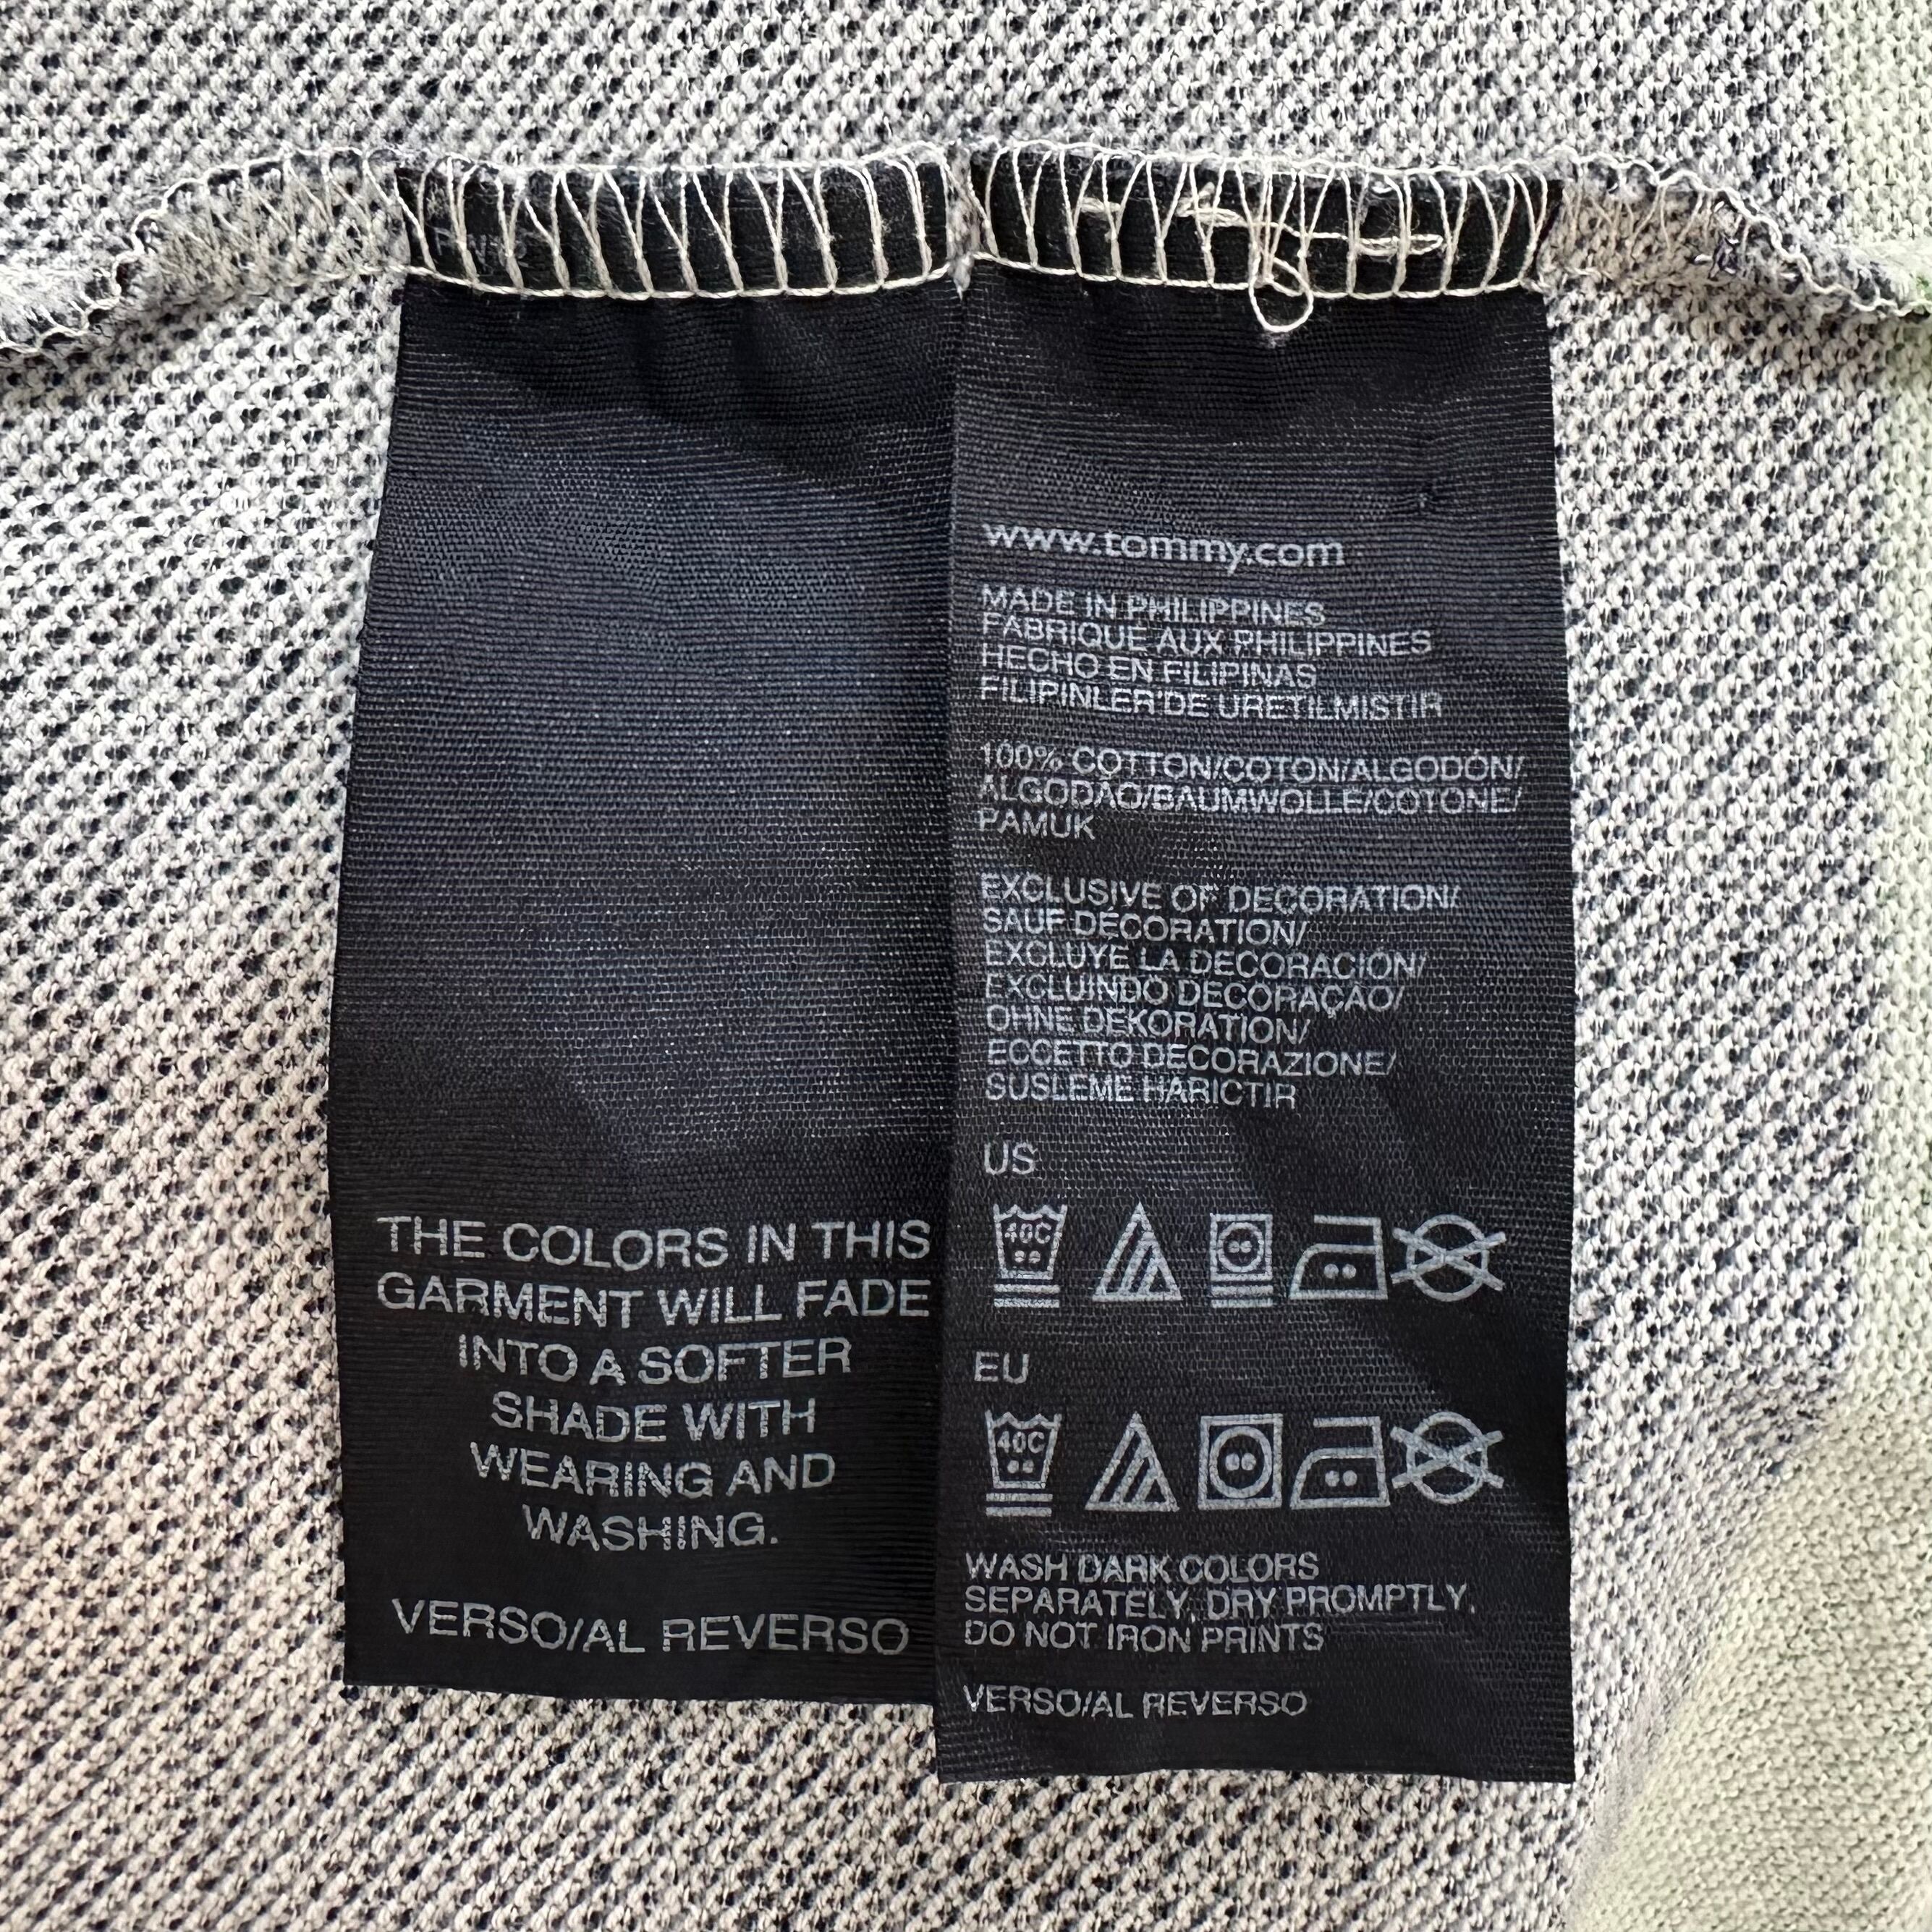 THE COLORS IN THIS
GARMENT WILL FADE
INTO A SOFTER
SHADE WITH
WEARING AND
WASHING.
VERSO/AL REVERSO
www.tommy.com
MADE IN PHILIPPINES
FABRIQUE AUX PHILIPPINES
HECHO EN FILIPINAS
FILIPINLER'DE URETILMISTIR
100% COTTON/COTON/ALGODÓN/
ALGODÃO/BAUMWOLLE/COTONE/
PAMUK
EXCLUSIVE OF DECORATION/
SAUF DÉCORATION/
EXCLUYE LA DECORACIÓN/
EXCLUINDO DECORAÇÃO/
OHNE DEKORATION/
ECCETTO DECORAZIONE/
SUSLEME HARICTIR
US
40C
EU
40C
WASH DARK COLORS
SEPARATELY, DRY PROMPTLY,
DO NOT IRON PRINTS
VERSO/AL REVERSO